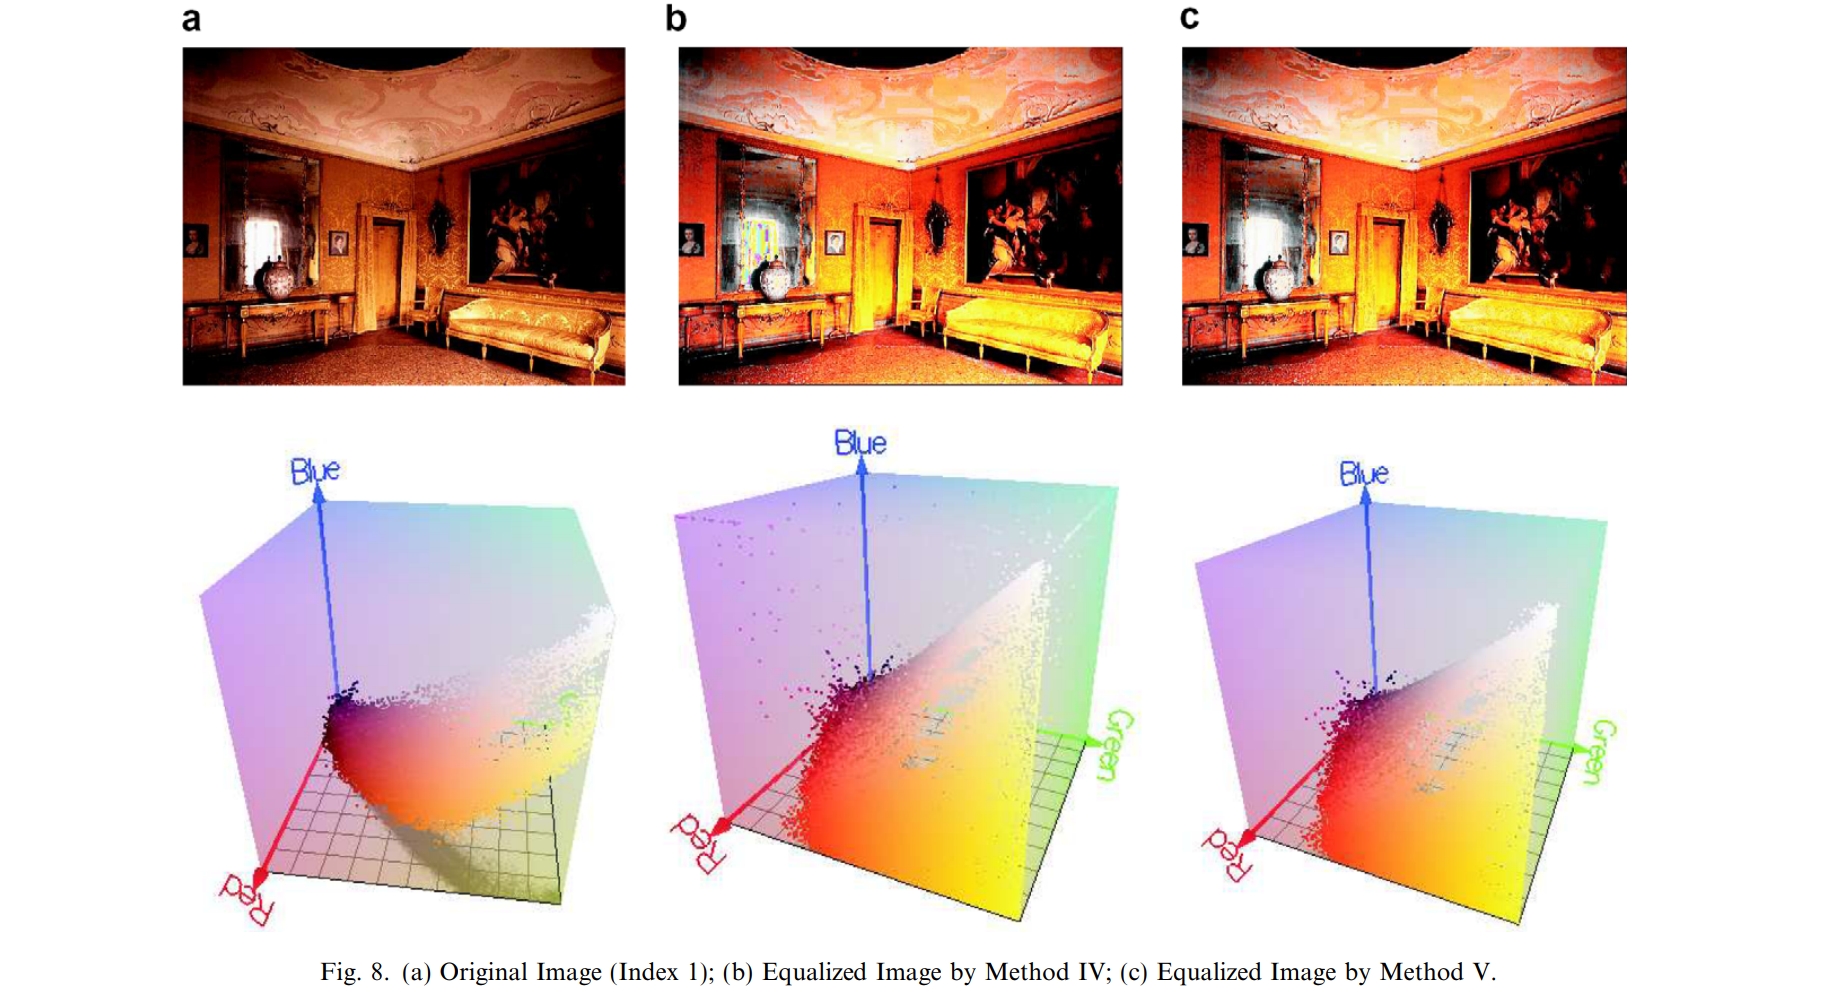 a
b
c
Blue
Red
Blue
Green
Red
Blue
Green
Red
Fig. 8. (a) Original Image (Index 1); (b) Equalized Image by Method IV; (c) Equalized Image by Method V.